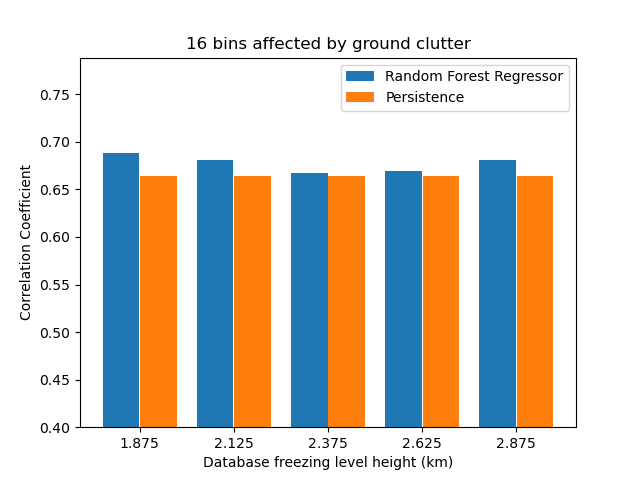 16 bins affected by ground clutter
Random Forest Regressor
Persistence
Correlation Coefficient
0.75
0.70
0.65
0.60
0.55
0.50
0.45
0.40
1.875 2.125 2.375 2.625 2.875
Database freezing level height (km)